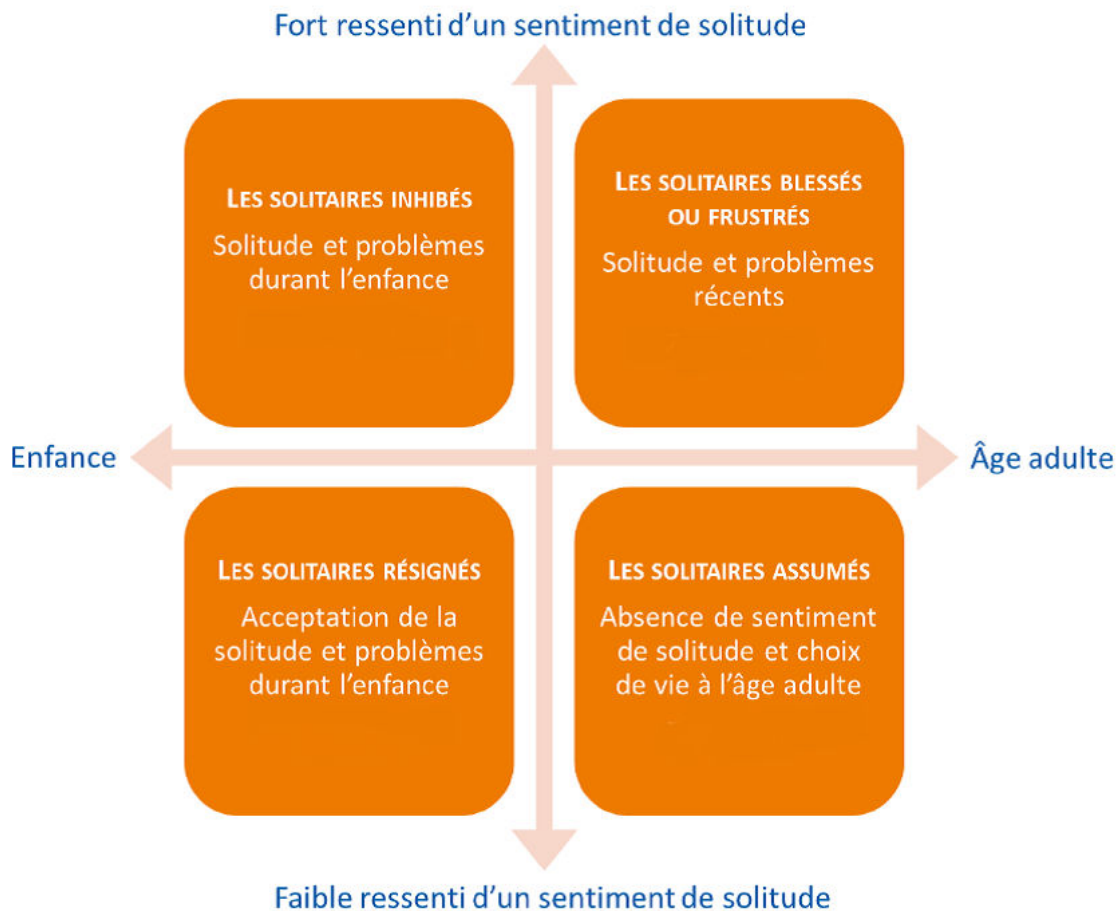 Fort ressenti d'un sentiment de solitude
LES SOLITAIRES INHIBÉS
Solitude et problèmes
durant l'enfance
LES SOLITAIRES BLESSÉS
OU FRUSTRÉS
Solitude et problèmes
récents
Enfance
Âge adulte
LES SOLITAIRES RÉSIGNÉS
Acceptation de la
solitude et problèmes
durant l'enfance
LES SOLITAIRES ASSUMÉS
Absence de sentiment
de solitude et choix
de vie à l'âge adulte
Faible ressenti d'un sentiment de solitude